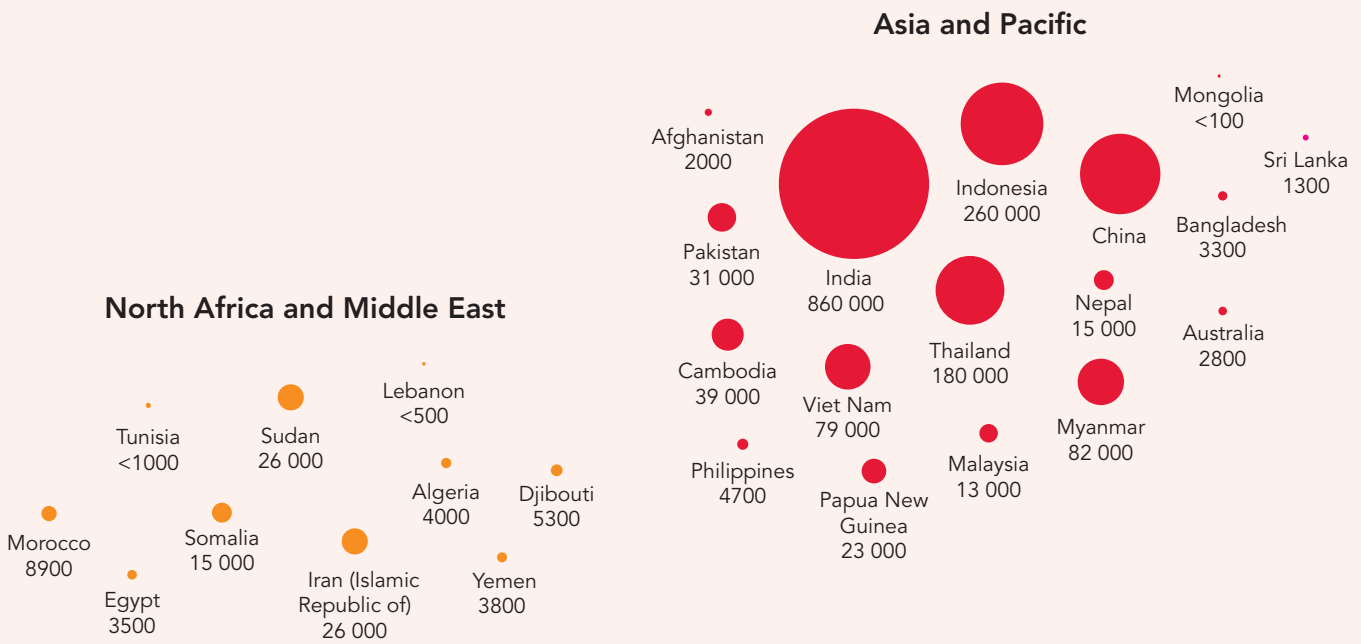 Asia and Pacific
Mongolia
<100
Afghanistan
2000
Sri Lanka
1300
Indonesia
260 000
Bangladesh
3300
China
Pakistan
31 000
India
860 000
Nepal
15 000
Australia
2800
Thailand
180 000
Cambodia
39 000
Viet Nam
79 000
Myanmar
82 000
Malaysia
13 000
Philippines
4700
Papua New
Guinea
23 000
North Africa and Middle East
Lebanon
<500
Tunisia
<1000
Sudan
26 000
Algeria
4000
Djibouti
5300
Morocco
8900
Somalia
15 000
Iran (Islamic
Republic of)
26 000
Yemen
3800
Egypt
3500